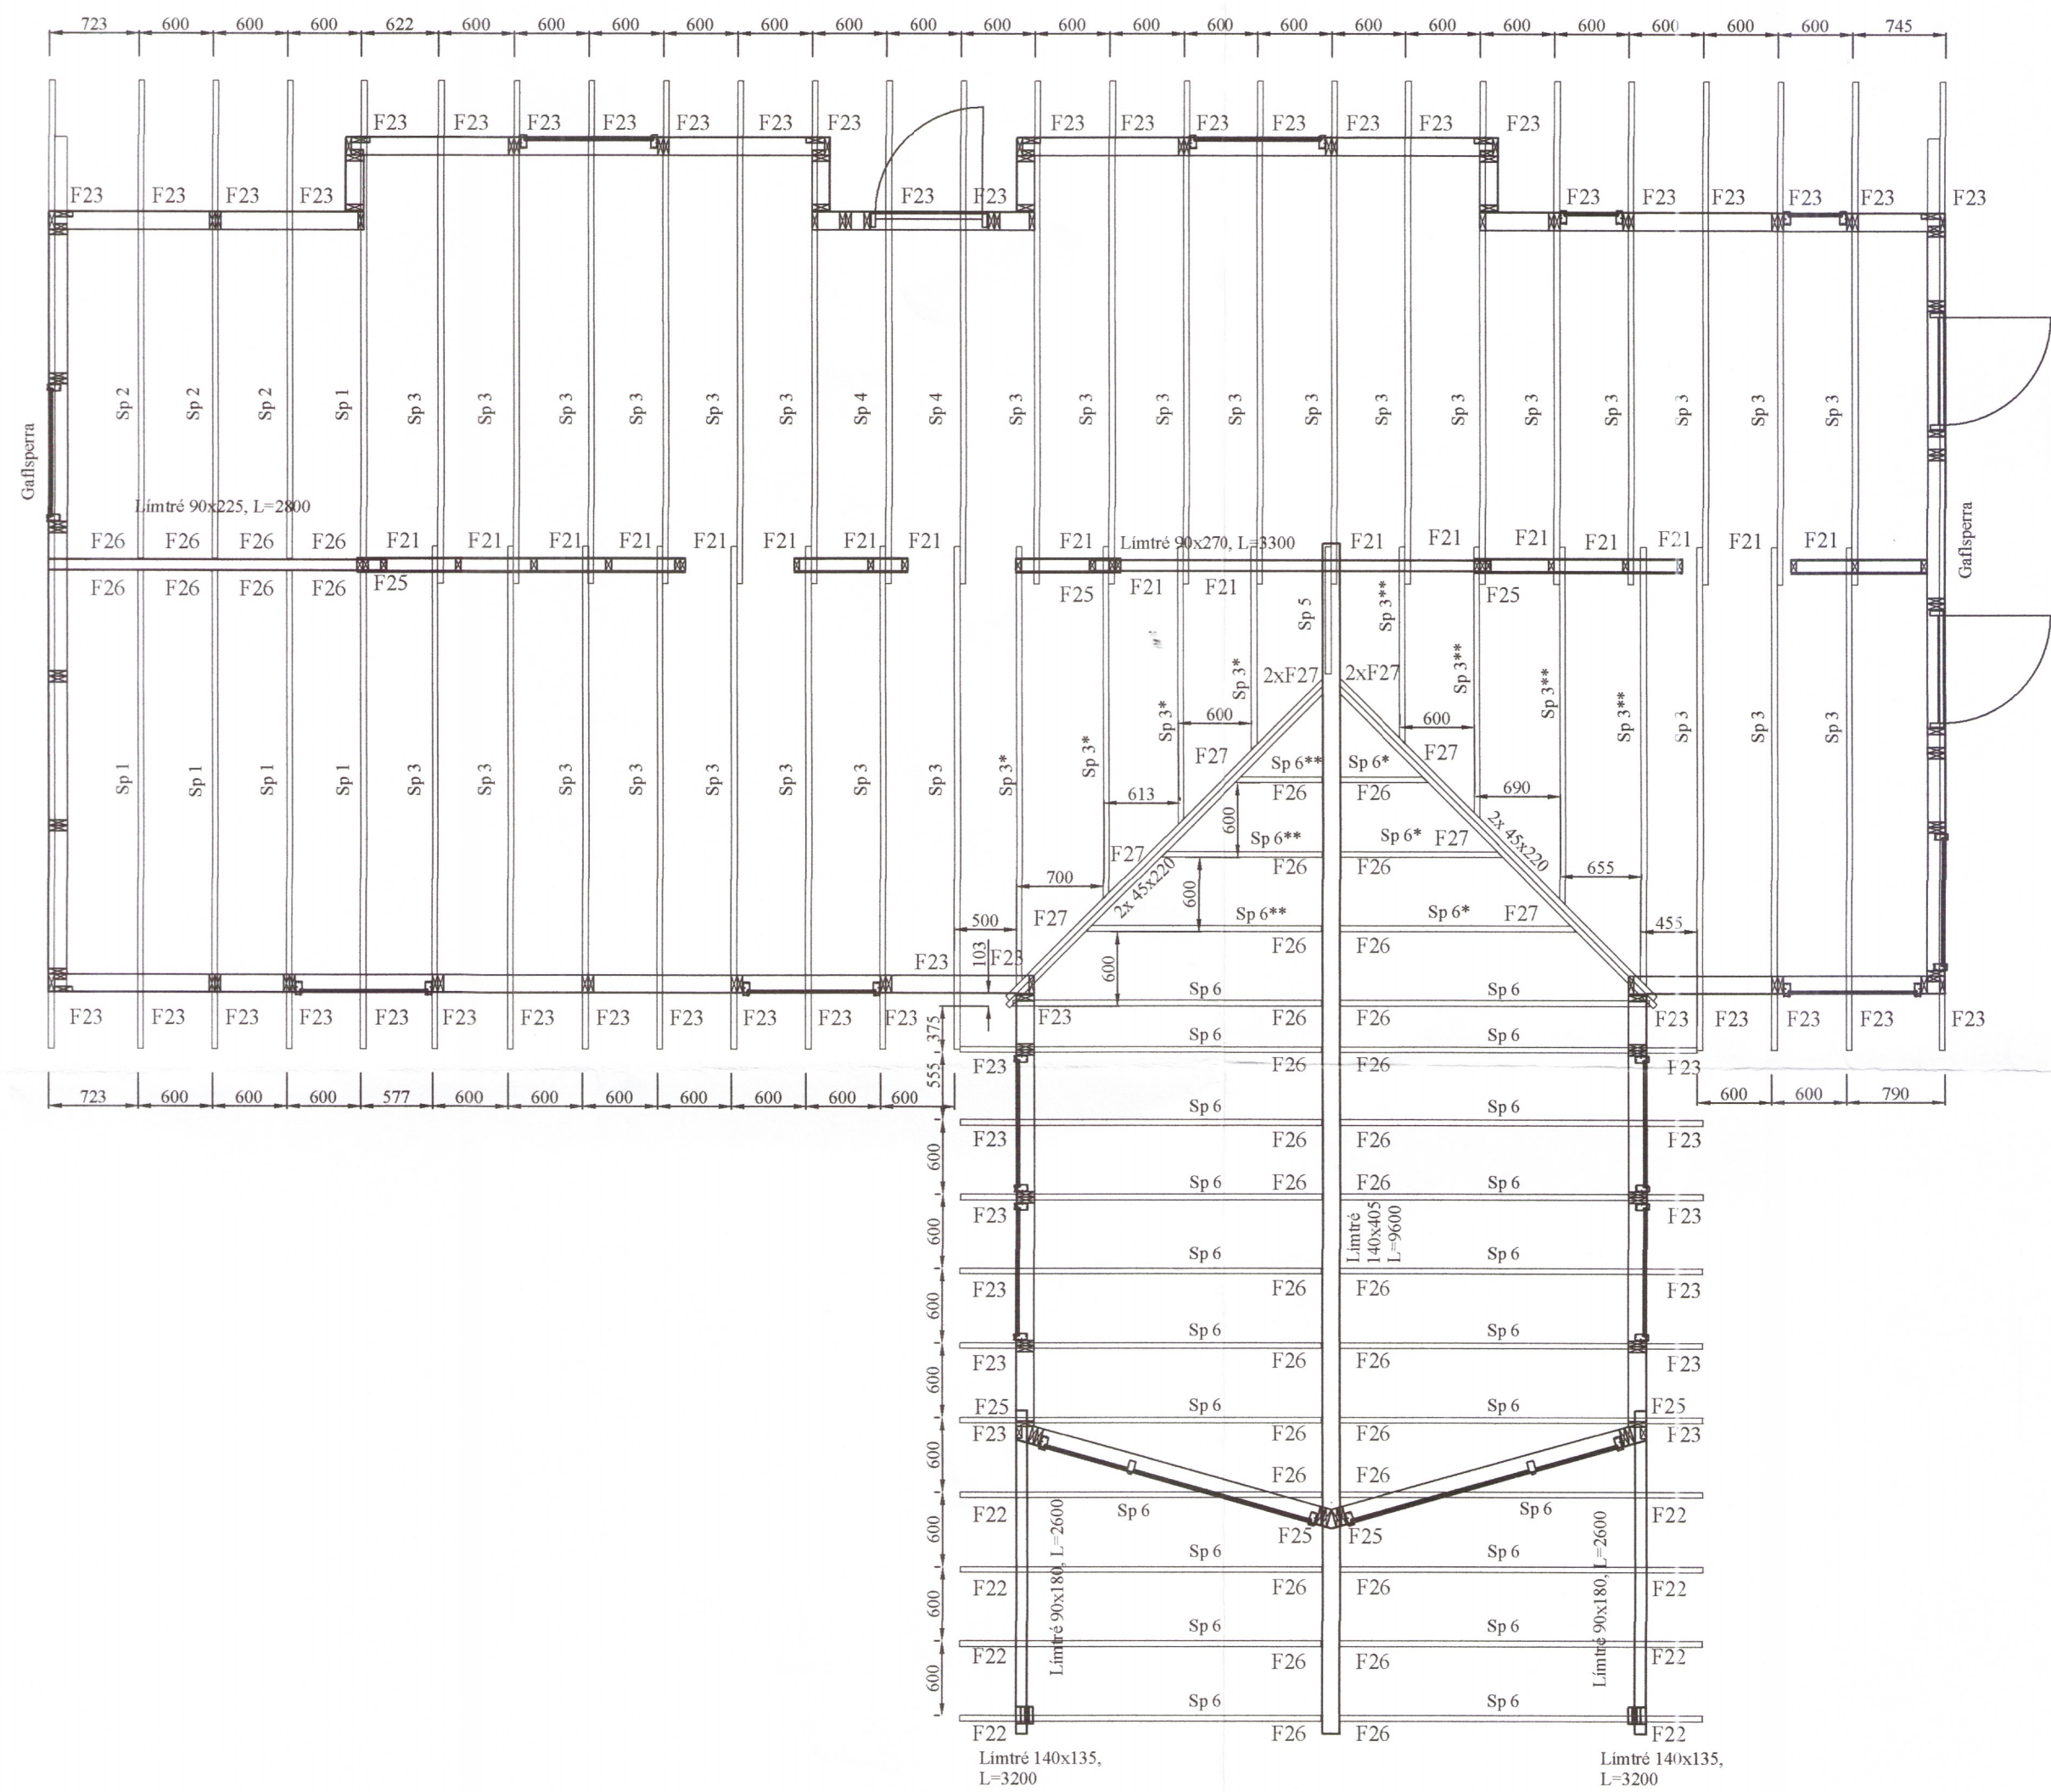 723 600 600 600 622 600 600 600 600 600 600 600 600 600 600 600 600 600 600 600 600 600 600 600 745
F23 F23 F23 F23 F23 F23 F23 F23 F23 F23 F23 F23 F23 F23
F23 F23 F23 F23 F23 F23 F23 F23 F23 F23 F23 F23
Gaflsperra
Sp 2 Sp 2 Sp 2 Sp 1 Sp 3 Sp 3 Sp 3 Sp 3 Sp 3 Sp 3 Sp 4 Sp 4 Sp 3 Sp 3 Sp 3 Sp 3 Sp 3 Sp 3 Sp 3 Sp 3 Sp 3 Sp 3 Sp 3 Sp 3
Límtré 90x225, L=2800
Límtré 90x270, L=3300
Gaflsperra
F26 F26 F26 F26 F21 F21 F21 F21 F21 F21 F21 F21 F21 F21 F21 F21 F21 F21 F21 F21
F26 F26 F26 F26 F25 F25 F21 F21 F25
Sp 5 Sp 3**
Sp 3* Sp 3**
2xF27 2xF27
Sp 3* Sp 3** Sp 3**
600 600
Sp 1 Sp 1 Sp 1 Sp 1 Sp 3 Sp 3 Sp 3 Sp 3 Sp 3 Sp 3 Sp 3 Sp 3 Sp 3* Sp 3* Sp 3 Sp 3 Sp 3
F27 Sp 6** Sp 6* F27
613 F26 F26 690
600
Sp 6** Sp 6* F27
F27 F26 F26
2x 45x220 2x 45x220
700 600 655
F27 Sp 6** Sp 6* F27
500 455
F26 F26
103 F23
F23 600
Sp 6 Sp 6
F23 F23 F23 F23 F23 F23 F23 F23 F23 F23 F23 F23 F26 F26 F23 F23 F23 F23 F23
375 Sp 6 Sp 6
F23 F26 F26 F23
555
723 600 600 600 577 600 600 600 600 600 600 600 600 600 790
Sp 6 Sp 6
F23 F26 F26 F23
600
Sp 6 Sp 6
F26 F26
F23 F23
600
Límtré
140x405
L=9600
Sp 6 Sp 6
F23 F26 F26 F23
600
Sp 6 Sp 6
F23 F26 F26 F23
600
F25 Sp 6 Sp 6 F25
F23 F26 F26 F23
600
F26 F26
Sp 6 Sp 6
F22 F22
600 F25 F25
Límtré 90x180, L=2600
Límtré 90x180, L=2600
Sp 6 Sp 6
F22 F26 F26 F22
600
Sp 6 Sp 6
F22 F26 F26 F22
600
Sp 6 Sp 6
F22 F26 F26 F22
Límtré 140x135,
L=3200
Límtré 140x135,
L=3200